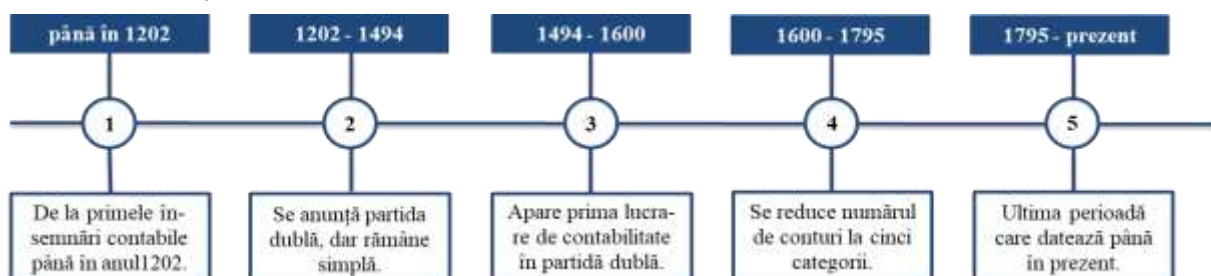 până în 1202
1202 - 1494
1494 - 1600
1600 - 1795
1795 - prezent
1
2
3
4
5
De la primele în-
semnări contabile
până în anul1202.
Se anunță partida
dublă, dar rămâne
simplă.
Apare prima lucra-
re de contabilitate
în partidă dublă.
Se reduce numărul
de conturi la cinci
categorii.
Ultima perioadă
care datează până
în prezent.